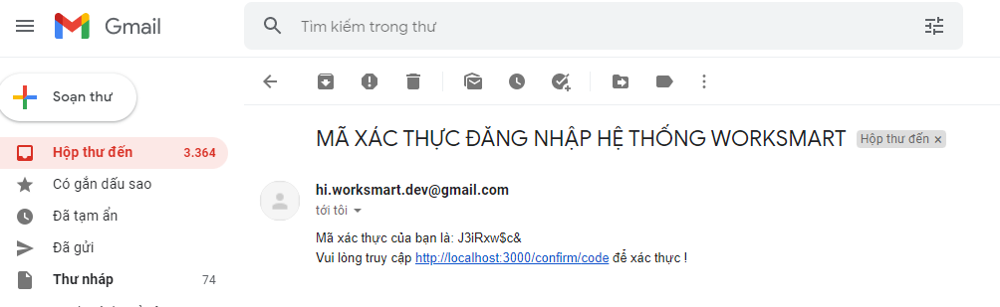 Gmail
Tìm kiếm trong thư
Soạn thư
Hộp thư đến 3.364
Có gắn dấu sao
Đã tạm ẩn
Đã gửi
Thư nháp 74
MÃ XÁC THỰC ĐĂNG NHẬP HỆ THỐNG WORKSMART Hộp thư đến ×
hi.worksmart.dev@gmail.com
tới tôi
Mã xác thực của bạn là: J3iRxw$c&
Vui lòng truy cập http://localhost:3000/confirm/code để xác thực !